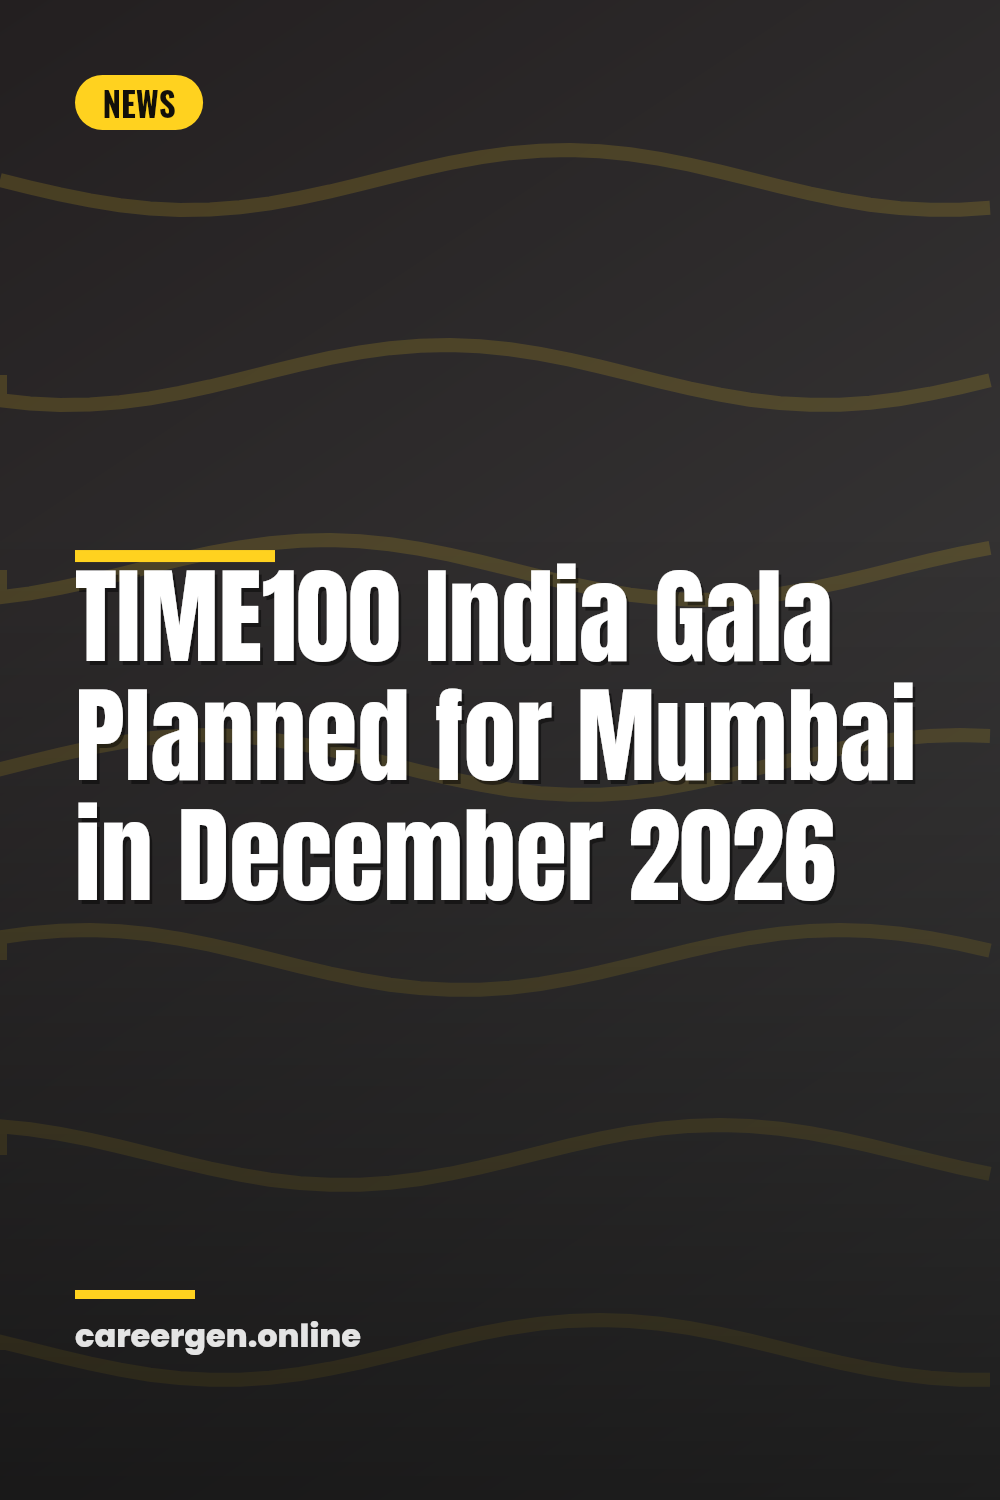 NEWS
TIME100 India Gala
Planned for Mumbai
in December 2026
careergen.online